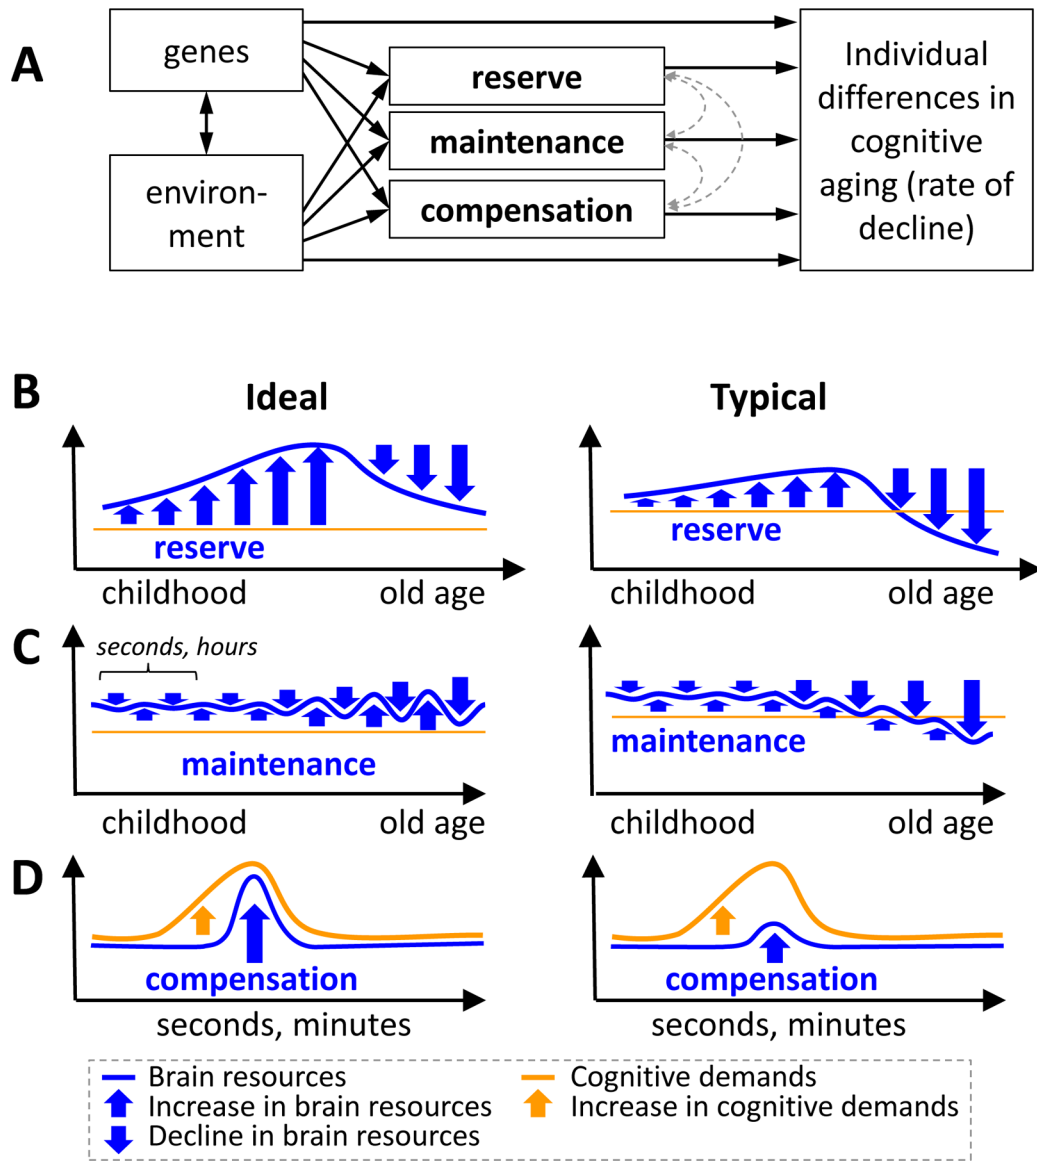 A
genes
environ-
ment
reserve
maintenance
compensation
Individual
differences in
cognitive
aging (rate of
decline)
B
Ideal
Typical
reserve
childhood
old age
reserve
childhood
old age
C
seconds, hours
maintenance
childhood
old age
maintenance
childhood
old age
D
compensation
seconds, minutes
compensation
seconds, minutes
Brain resources
Increase in brain resources
Decline in brain resources
Cognitive demands
Increase in cognitive demands